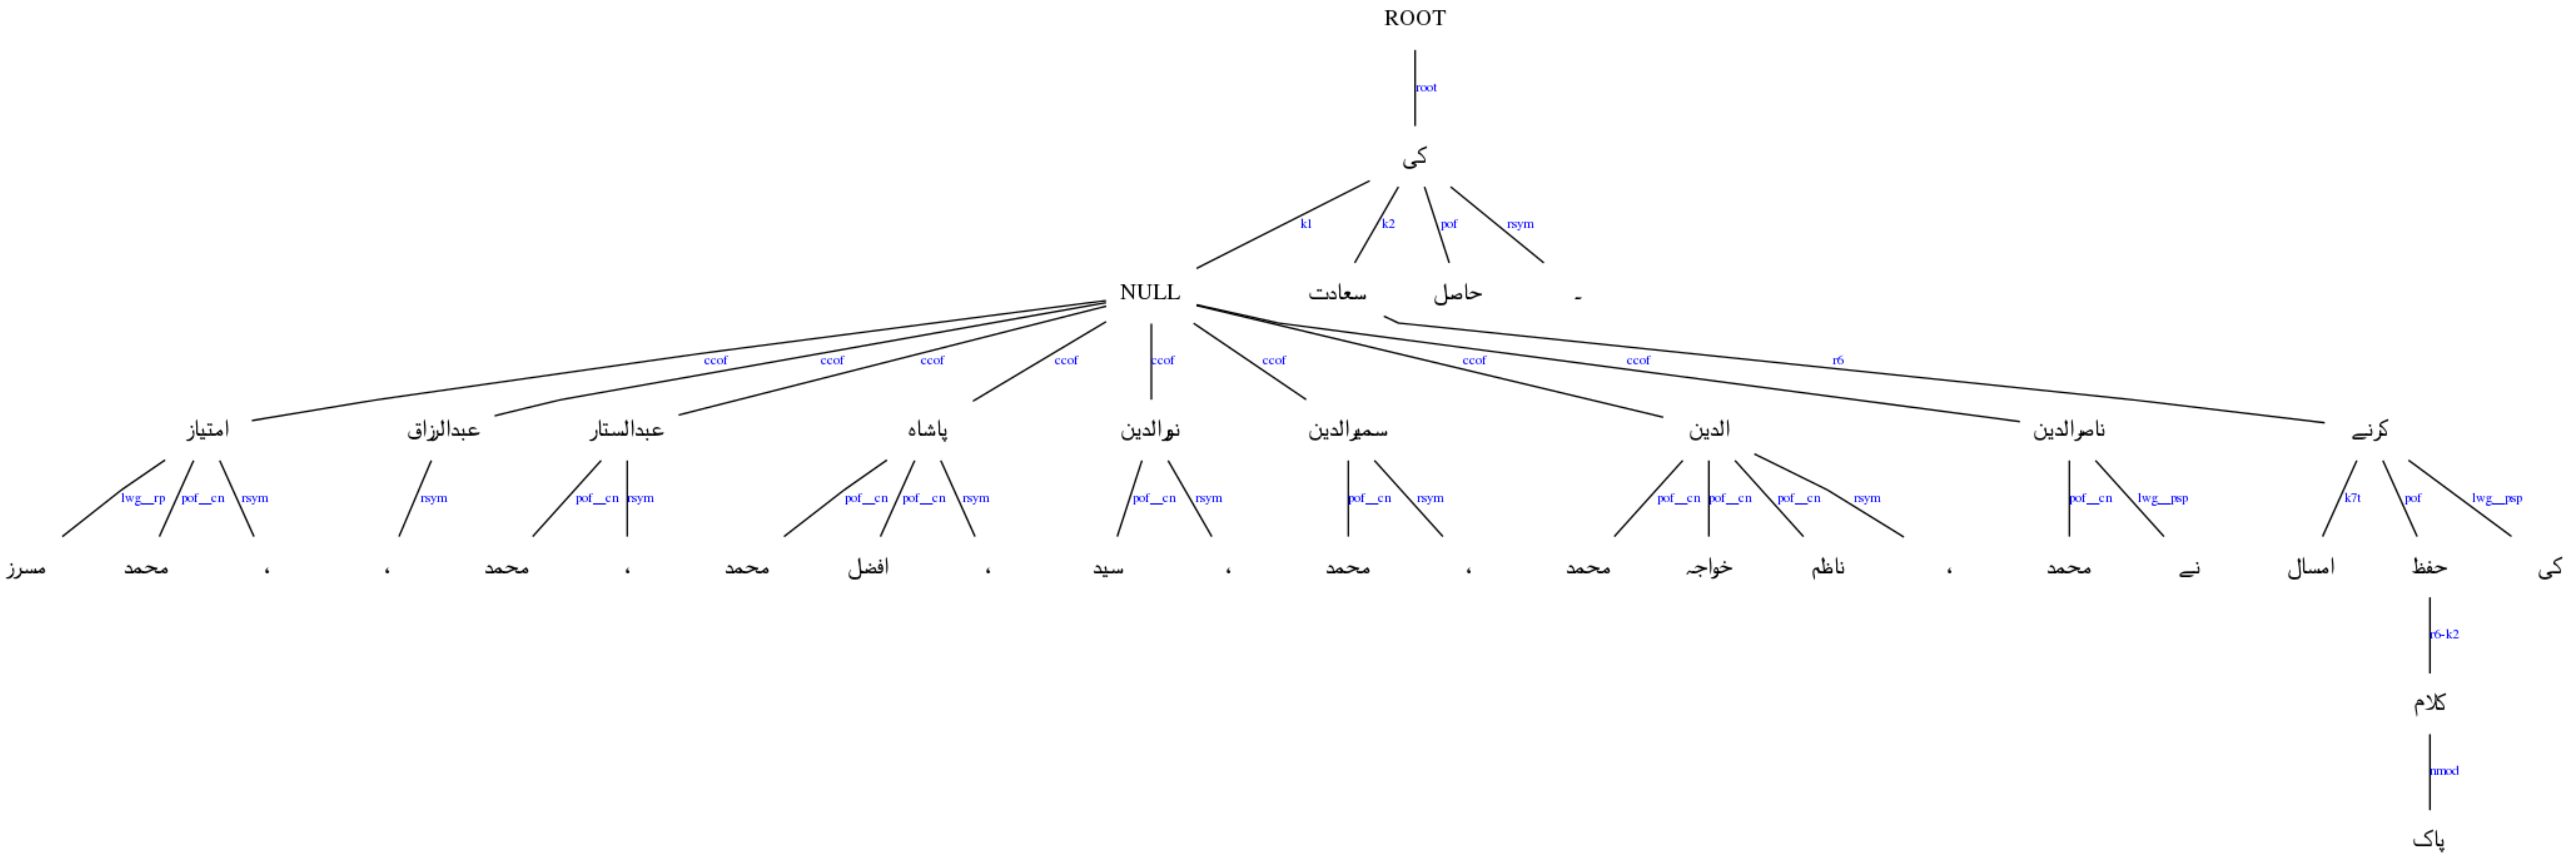 ROOT
root
کی
k1 k2 pof rsym
NULL سعادت حاصل ۔
ccof ccof ccof ccof ccof ccof ccof ccof r6
امتیاز عبدالرزاق عبدالستار پاشاہ نورالدین سمیرالدین الدین ناصرالدین کرنے
lwg__rp pof__cn rsym rsym pof__cn rsym pof__cn pof__cn rsym pof__cn rsym pof__cn rsym pof__cn pof__cn pof__cn rsym pof__cn lwg__psp k7t pof lwg__psp
مسرز محمد ، ، محمد ، محمد افضل ، سید ، محمد ، محمد خواجہ ناظم ، محمد نے امسال حفظ کی
r6-k2
کلام
nmod
پاک